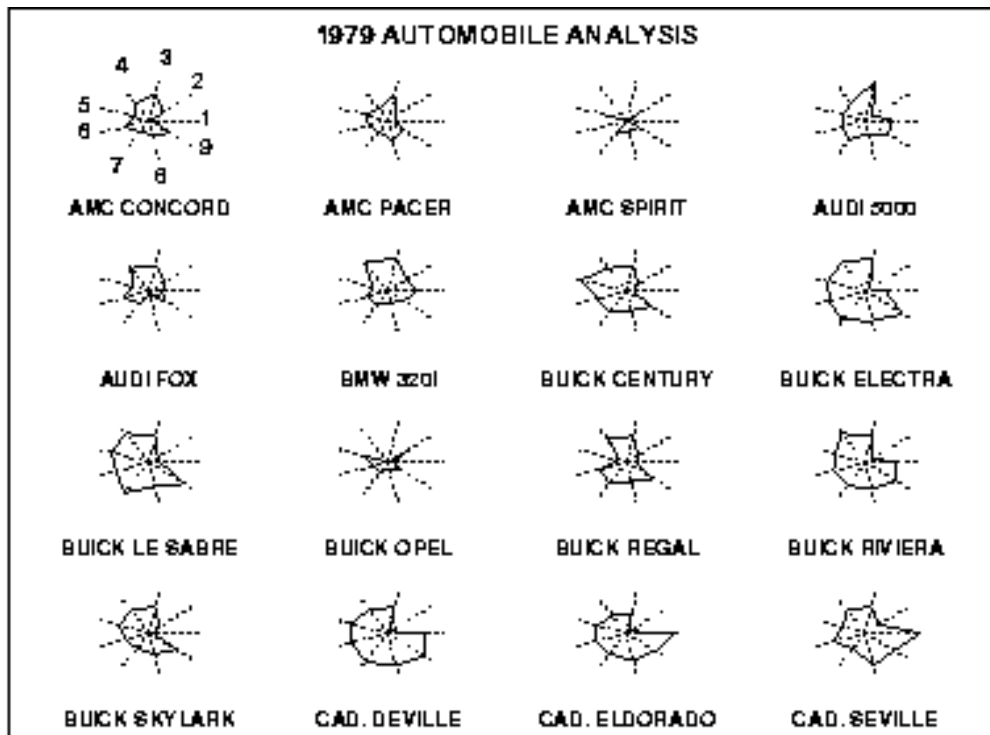 1979 AUTOMOBILE ANALYSIS
3
4
2
5
1
6
9
7
6
AMC CONCORD
AMC PACER
AMC SPIRIT
AUDI 5000
AUDI FOX
BMW 320I
BUICK CENTURY
BUICK ELECTRA
BUICK LE SABRE
BUICK OPEL
BUICK REGAL
BUICK RIVIERA
BUICK SKYLARK
CAD. DEVILLE
CAD. ELDORADO
CAD. SEVILLE